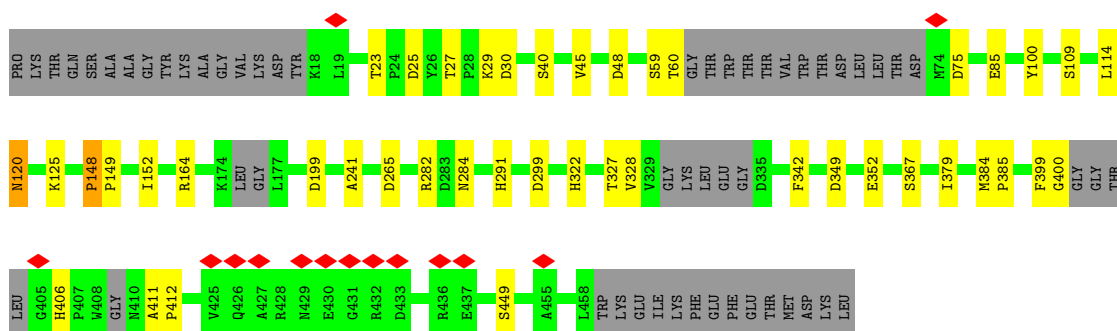 PRO LYS THR GLN SER ALA ALA GLY TYR LYS ALA GLY VAL LYS ASP TYR K18 L19 T23 P24 D25 Y26 T27 P28 K29 D30 S40 V45 D48 S59 T60 GLY THR TRP THR THR VAL TRP THR ASP LEU LEU THR ASP M74 D75 E85 Y100 S109 L114
N120 K125 P148 P149 I152 R164 K174 LEU GLY L177 D199 A241 D265 R282 D283 N284 H291 D299 H322 T327 V328 V329 GLY LYS LEU GLU GLY D335 F342 D349 E352 S367 I379 M384 P385 F399 G400 GLY GLY THR
LEU G405 H406 P407 W408 GLY N410 A411 P412 V425 Q426 A427 R428 N429 E430 G431 R432 D433 R436 E437 S449 A455 L458 TRP LYS GLU ILE LYS PHE GLU PHE GLU THR MET ASP LYS LEU